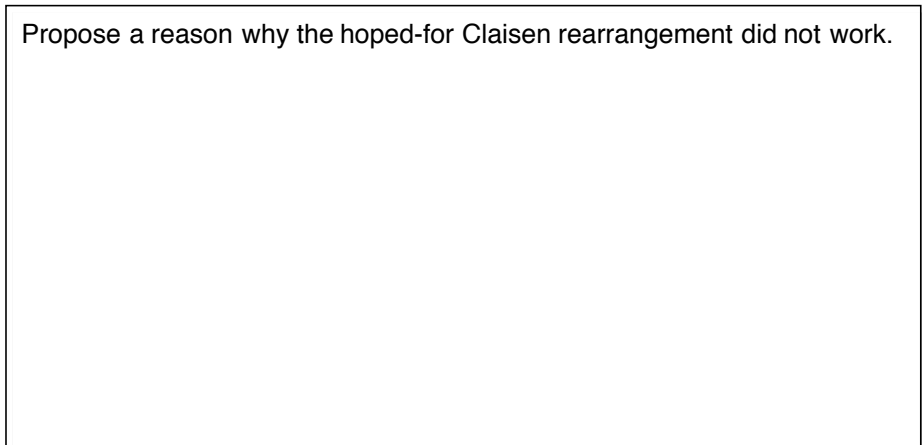 Propose a reason why the hoped-for Claisen rearrangement did not work.